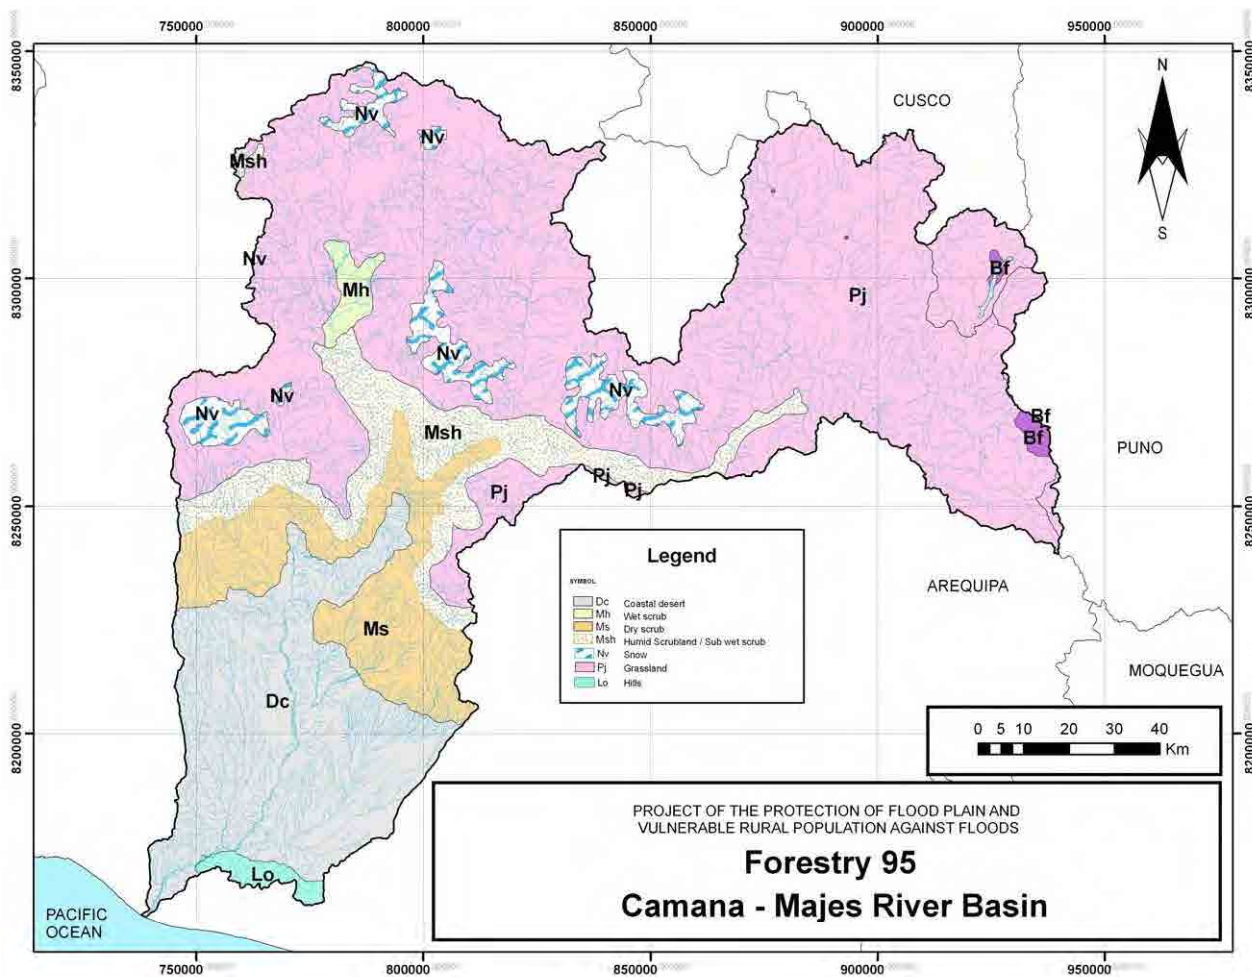 750000 800000 850000 900000 950000
8350000 8350000
N
S
CUSCO
Nv
Nv
Msh
Nv
Mh
Bf
8300000 8300000
Pj
Nv
Nv
Nv
Nv
Bf
Bf
Msh
PUNO
Pj
Pj
Pj
8250000 8250000
Legend
SYMBOL
Dc Coastal desert
Mh Wet scrub
Ms Dry scrub
Msh Humid Scrubland / Sub wet scrub
Nv Snow
Pj Grassland
Lo Hills
AREQUIPA
Ms
MOQUEGUA
Dc
8200000 8200000
0 5 10 20 30 40
Km
PROJECT OF THE PROTECTION OF FLOOD PLAIN AND
VULNERABLE RURAL POPULATION AGAINST FLOODS
Forestry 95
Camana - Majes River Basin
Lo
PACIFIC
OCEAN
750000 800000 850000 900000 950000